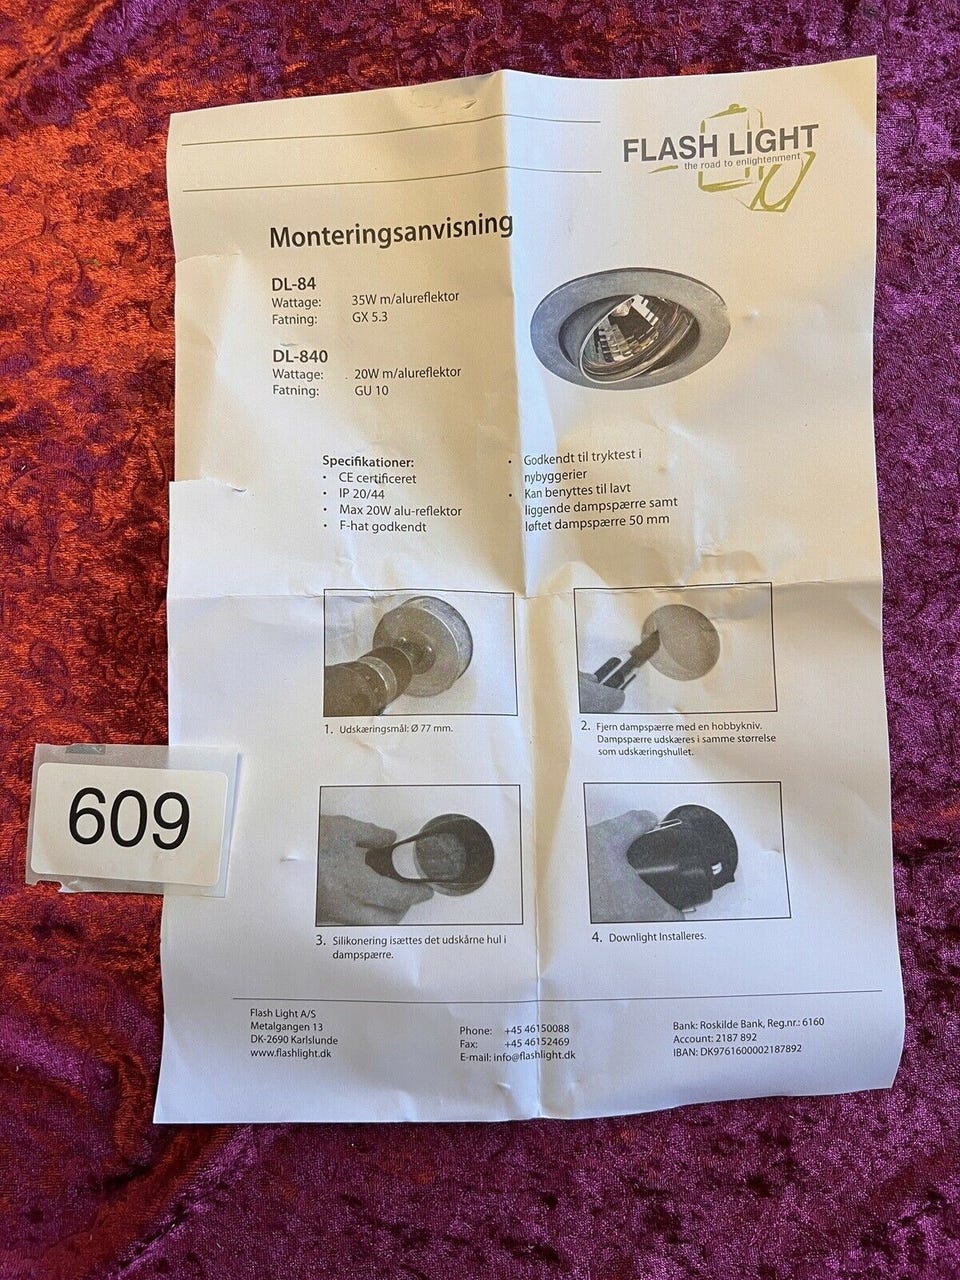 FLASH LIGHT
the road to enlightenment
Monteringsanvisning
DL-84
Wattage: 35W m/alureflektor
Fatning: GX 5.3
DL-840
Wattage: 20W m/alureflektor
Fatning: GU 10
Specifikationer:
• CE certificeret
• IP 20/44
• Max 20W alu-reflektor
• F-hat godkendt
• Godkendt til tryktest i
nybyggerier
• Kan benyttes til lavt
liggende dampspærre samt
løftet dampspærre 50 mm
1. Udskæringsmål: Ø 77 mm.
2. Fjern dampspærre med en hobbykniv.
Dampspærre udskæres i samme størrelse
som udskæringshullet.
609
3. Silikonering isættes det udskårne hul i
dampspærre.
4. Downlight Installeres.
Flash Light A/S
Metalgangen 13
DK-2690 Karlslunde
www.flashlight.dk
Phone: +45 46150088
Fax: +45 46152469
E-mail: info@flashlight.dk
Bank: Roskilde Bank, Reg.nr.: 6160
Account: 2187 892
IBAN: DK9761600002187892